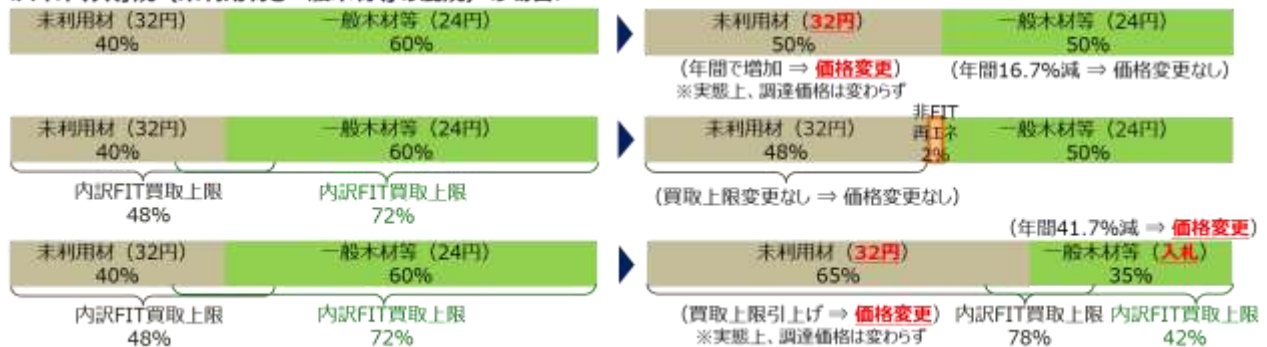 未利用材（32円）
40%
一般木材等（24円）
60%
未利用材（32円）
50%
一般木材等（24円）
50%
（年間で増加 ⇒ 価格変更）
※実態上、調達価格は変わらず
（年間16.7%減 ⇒ 価格変更なし）
未利用材（32円）
40%
一般木材等（24円）
60%
内訳FIT買取上限
48%
内訳FIT買取上限
72%
未利用材（32円）
48%
非FIT
再エネ
2%
一般木材等（24円）
50%
（買取上限変更なし ⇒ 価格変更なし）
未利用材（32円）
40%
一般木材等（24円）
60%
内訳FIT買取上限
48%
内訳FIT買取上限
72%
（年間41.7%減 ⇒ 価格変更）
未利用材（32円）
65%
一般木材等（入札）
35%
（買取上限引上げ ⇒ 価格変更）
※実態上、調達価格は変わらず
内訳FIT買取上限
78%
内訳FIT買取上限
42%